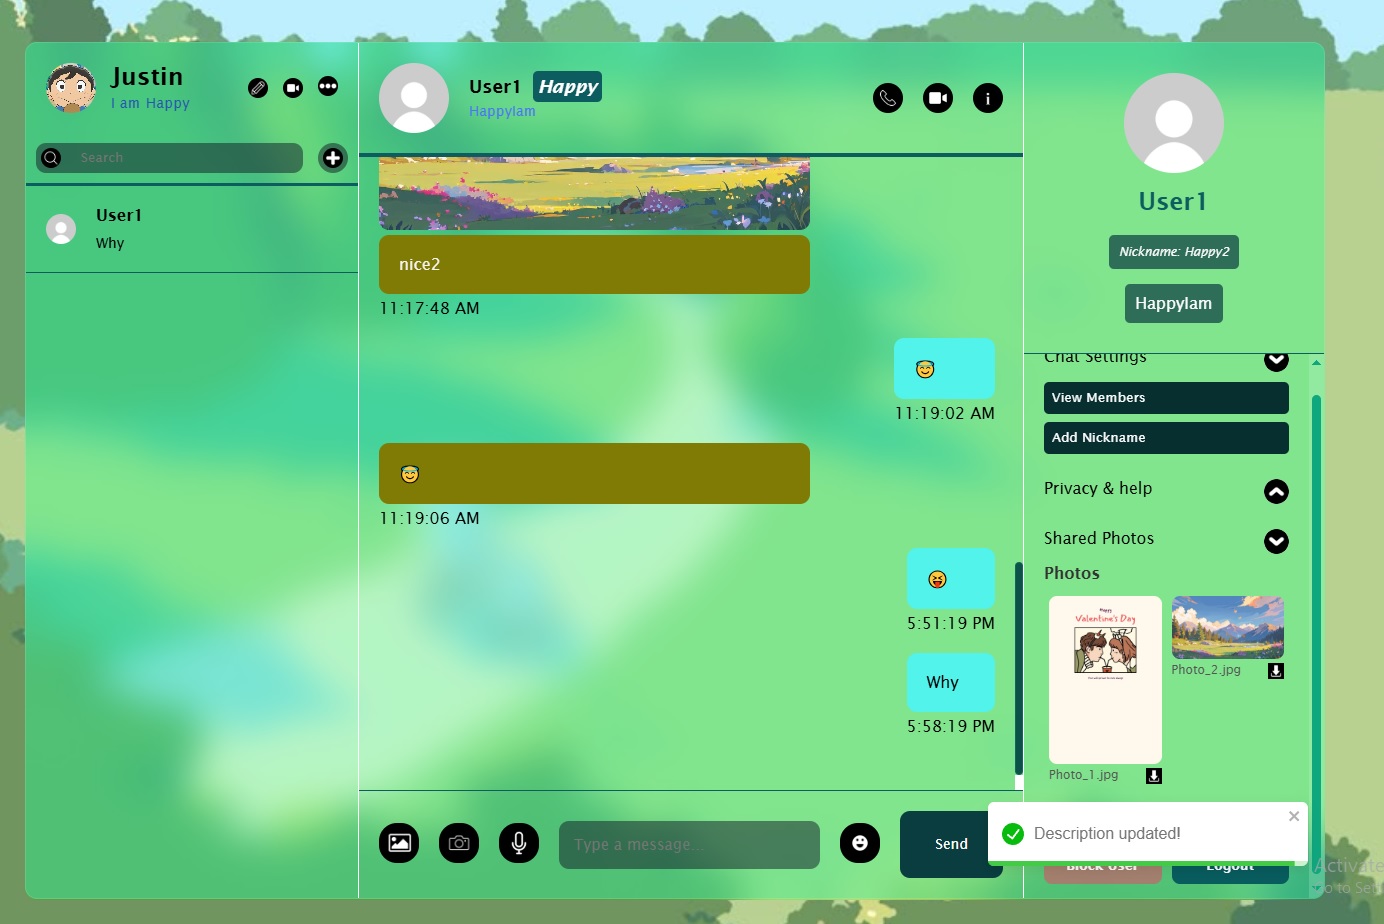 Justin
I am Happy
Search
User1
Why
User1 Happy
HappyIam
nice2
11:17:48 AM
11:19:02 AM
11:19:06 AM
5:51:19 PM
Why
5:58:19 PM
Type a message...
Send
User1
Nickname: Happy2
HappyIam
Chat Settings
View Members
Add Nickname
Privacy & help
Shared Photos
Photos
Happy
Valentine's Day
Photo_2.jpg
Photo_1.jpg
Description updated!
Block User
Logout
Activate
Go to Set